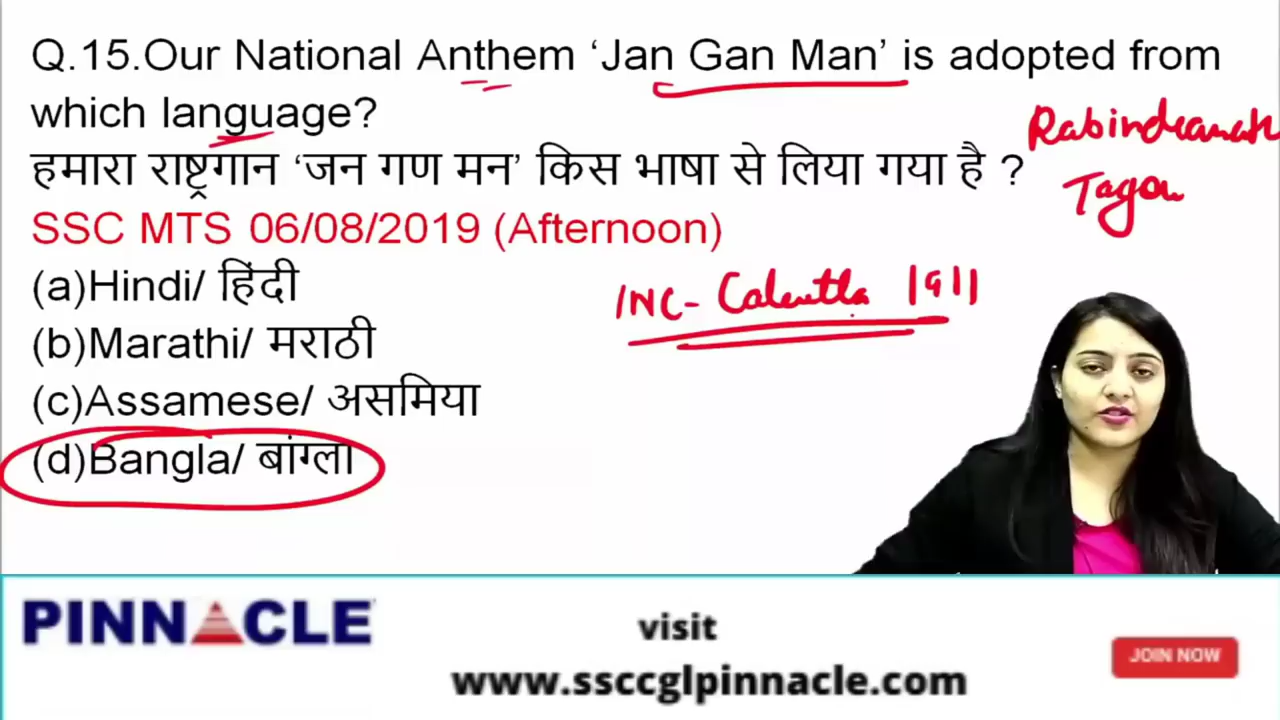 Q.15.Our National Anthem ‘Jan Gan Man’ is adopted from
which language?
हमारा राष्ट्रगान ‘जन गण मन’ किस भाषा से लिया गया है ?
SSC MTS 06/08/2019 (Afternoon)
(a)Hindi/ हिंदी
(b)Marathi/ मराठी
(c)Assamese/ असमिया
(d)Bangla/ बांग्ला
Rabindranath
Tagore
INC- Calcutta 1911
PINNACLE
visit
www.ssccglpinnacle.com
JOIN NOW